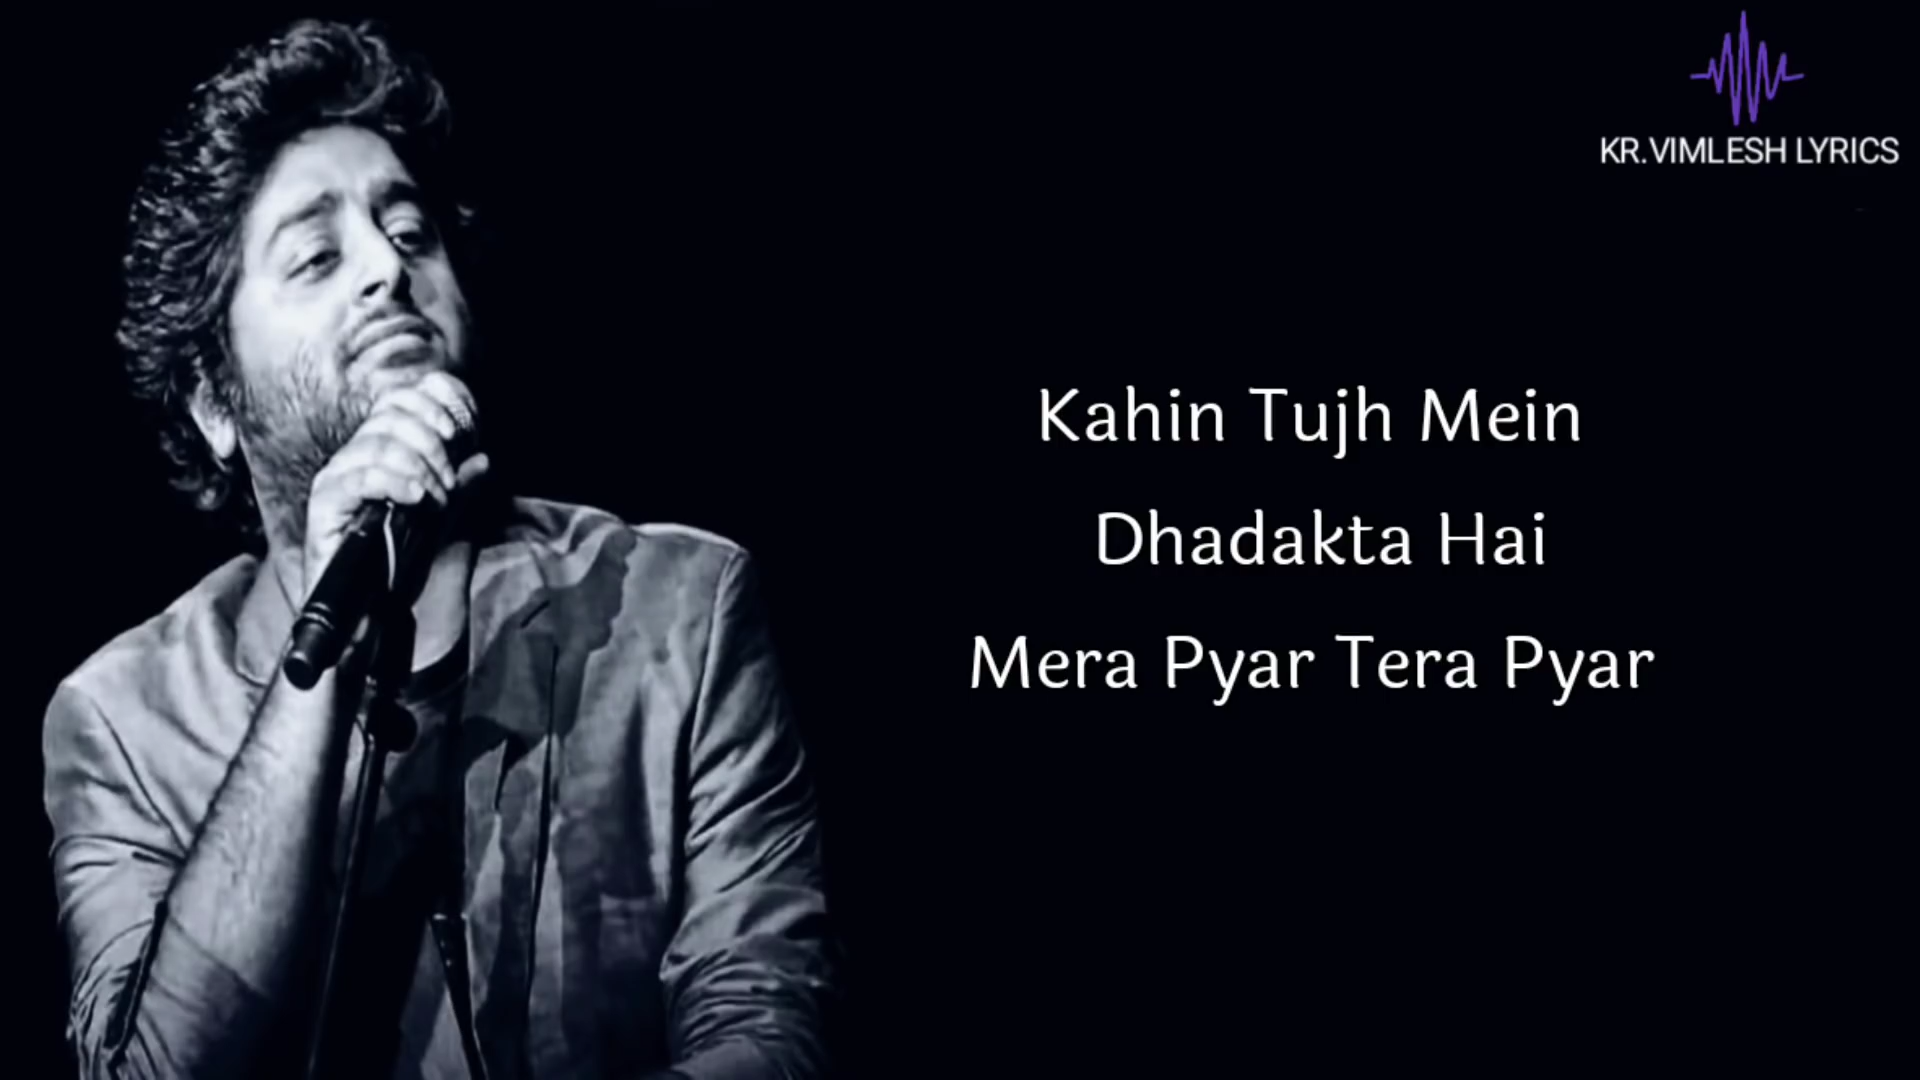 KR.VIMLESH LYRICS
Kahin Tujh Mein
Dhadakta Hai
Mera Pyar Tera Pyar